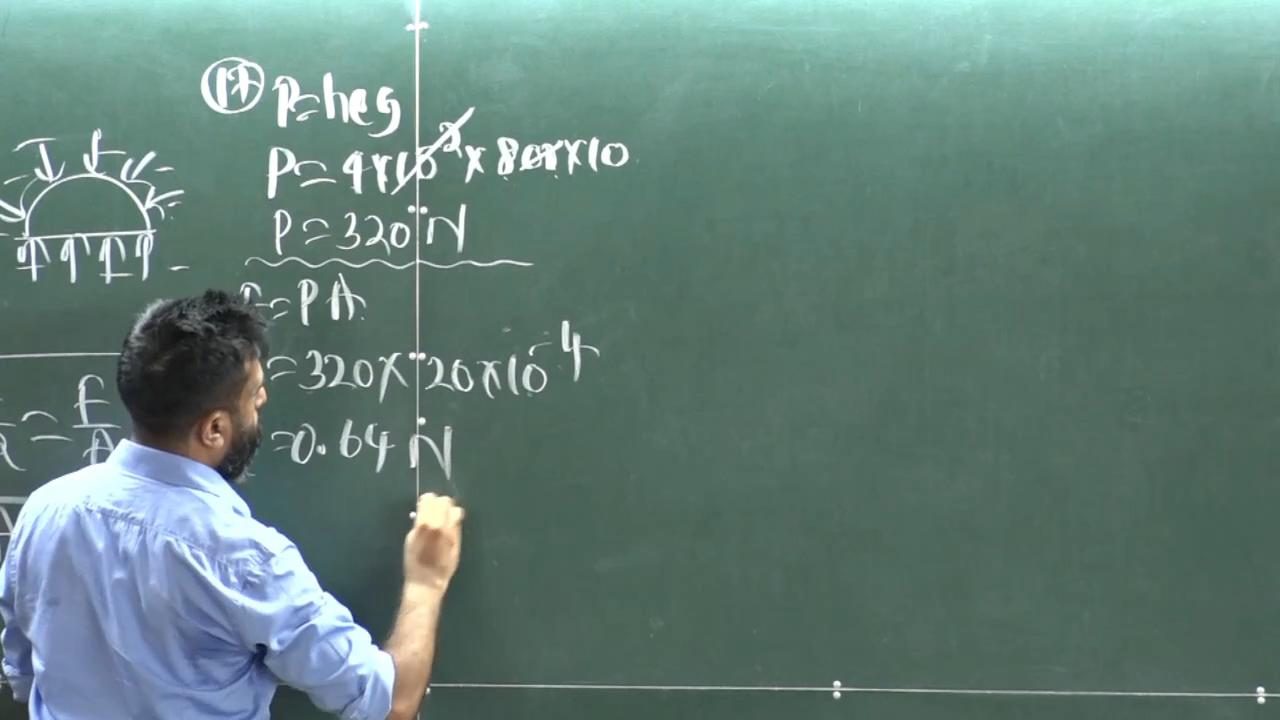 17 P=hρg
P=4×10⁻²×800×10
P=320 N
=PA
=320×20×10⁻⁴
=0.64 N
=F/A